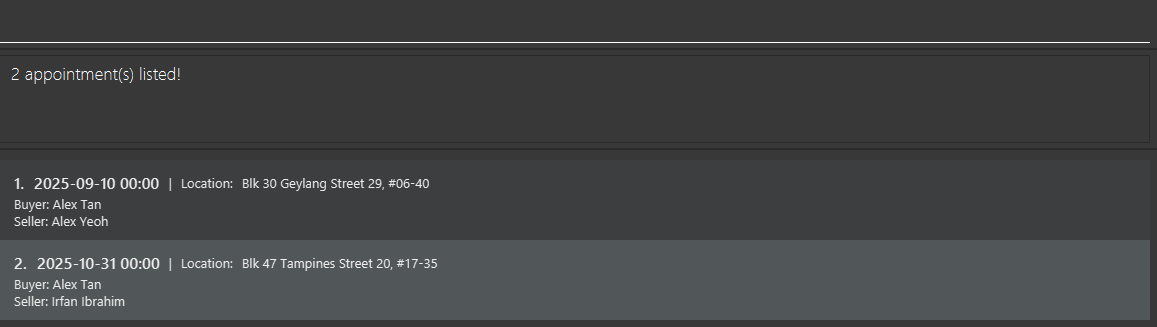 2 appointment(s) listed!
1. 2025-09-10 00:00 | Location: Blk 30 Geylang Street 29, #06-40
Buyer: Alex Tan
Seller: Alex Yeoh
2. 2025-10-31 00:00 | Location: Blk 47 Tampines Street 20, #17-35
Buyer: Alex Tan
Seller: Irfan Ibrahim